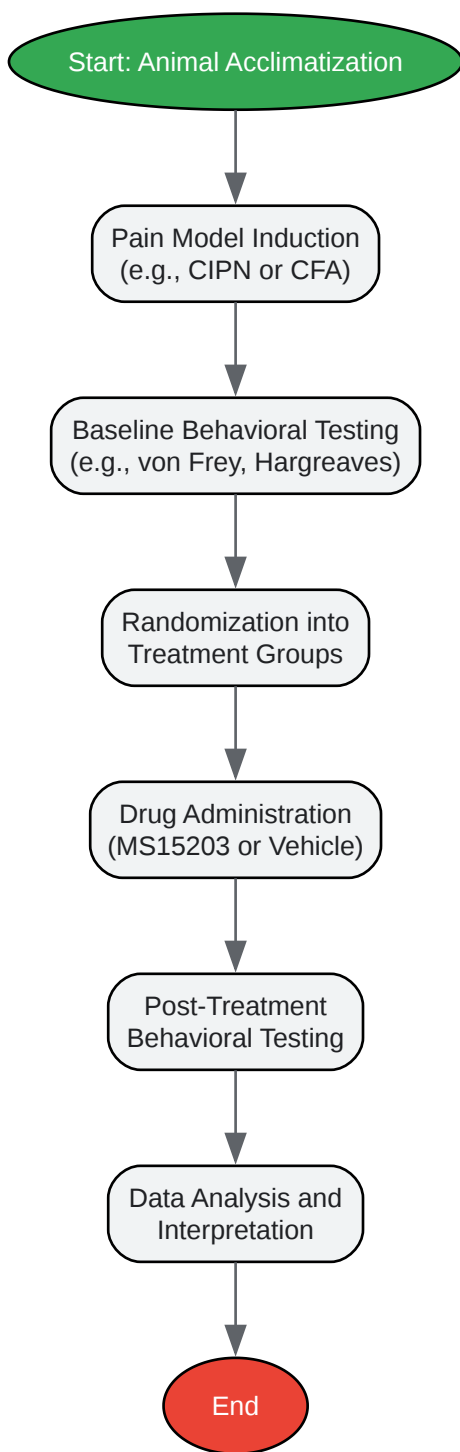 Start: Animal Acclimatization
Pain Model Induction
(e.g., CIPN or CFA)
Baseline Behavioral Testing
(e.g., von Frey, Hargreaves)
Randomization into
Treatment Groups
Drug Administration
(MS15203 or Vehicle)
Post-Treatment
Behavioral Testing
Data Analysis and
Interpretation
End